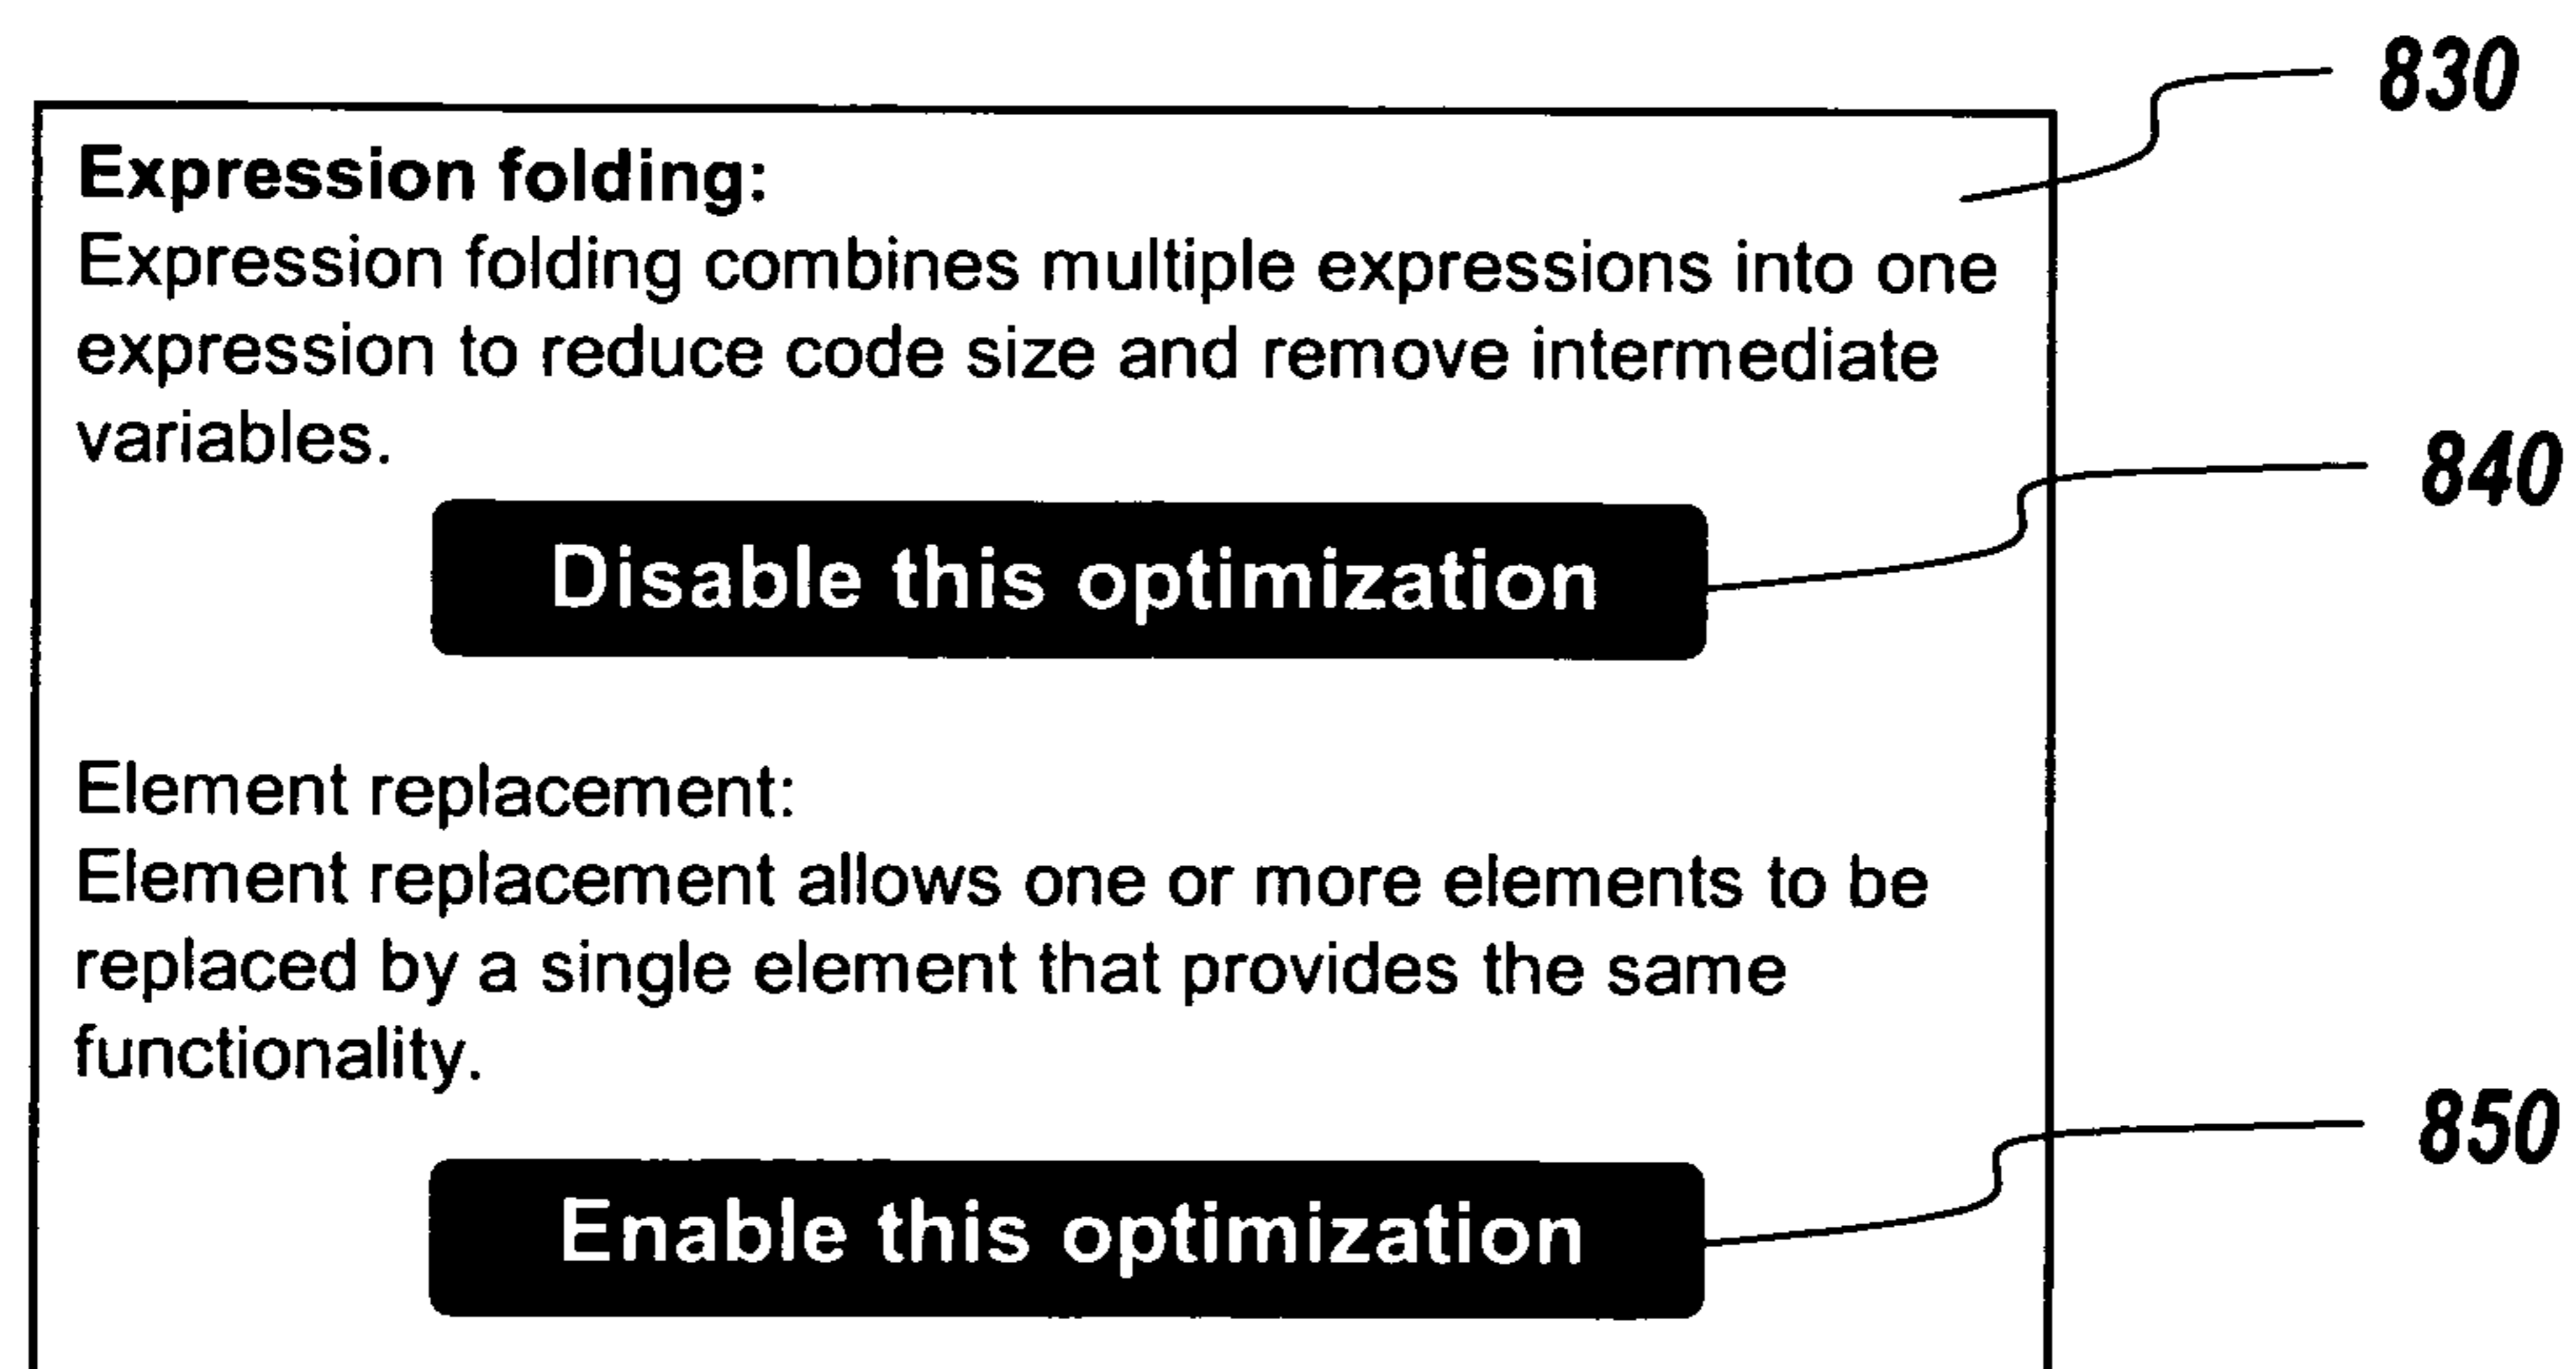 830
Expression folding:
Expression folding combines multiple expressions into one
expression to reduce code size and remove intermediate
variables.
840
Disable this optimization
Element replacement:
Element replacement allows one or more elements to be
replaced by a single element that provides the same
functionality.
850
Enable this optimization